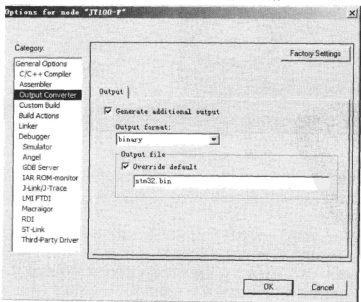 Options for node "JT100-F"
Category:
Factory Settings
General Options
C/C++ Compiler
Assembler
Output Converter
Custom Build
Build Actions
Linker
Debugger
Simulator
Angel
GDB Server
IAR ROM-monitor
J-Link/J-Trace
LMI FTDI
Macraigor
RDI
ST-Link
Third-Party Driver
Output
Generate additional output
Output format:
binary
Output file
Override default
stm32.bin
OK
Cancel